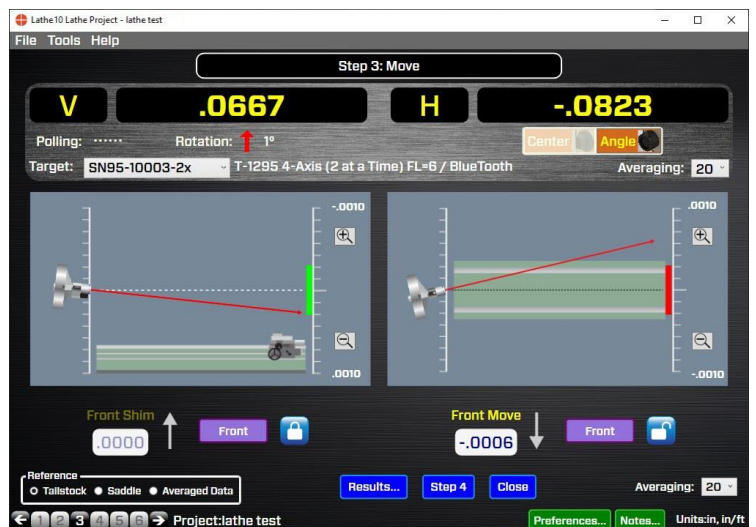 Lathe10 Lathe Project - lathe test
File Tools Help
Step 3: Move
V .0667 H -.0823
Polling: ...... Rotation: 1º Center Angle
Target: SN95-10003-2x T-1295 4-Axis (2 at a Time) FL=6 / BlueTooth Averaging: 20
-.0010 .0010
.0010 -.0010
Front Shim Front Move
.0000 Front -.0006 Front
Reference
Tallstock Saddle Averaged Data Results... Step 4 Close Averaging: 20
1 2 3 4 5 6 Project:lathe test Preferences... Notes... Units:in, in/ft